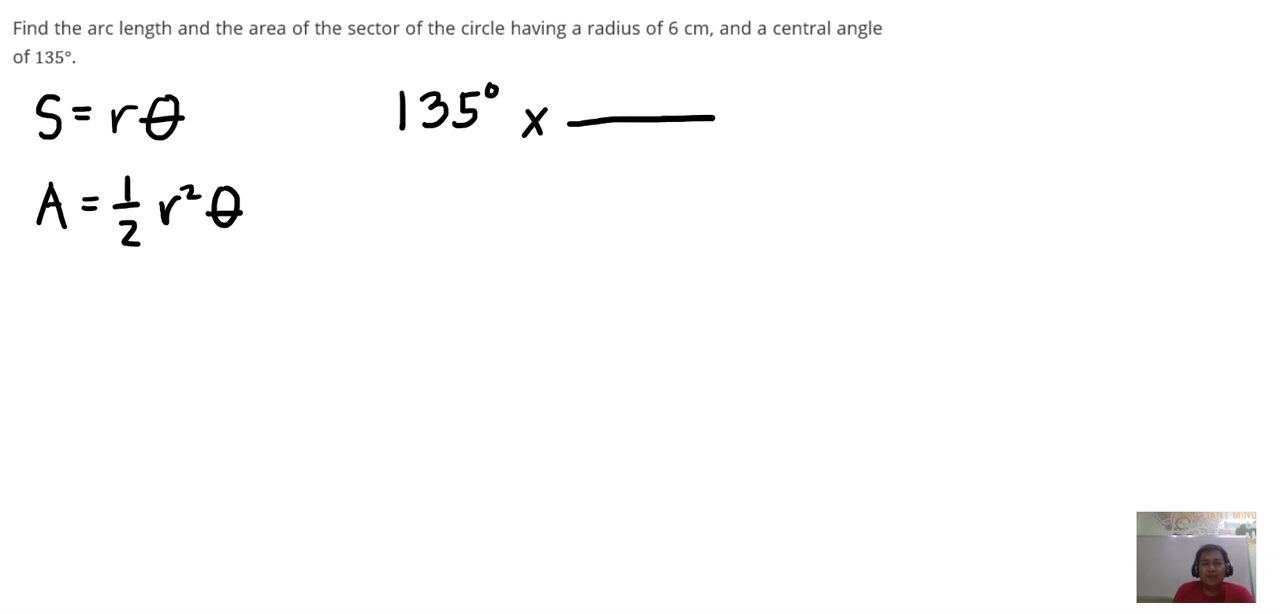 Find the arc length and the area of the sector of the circle having a radius of 6 cm, and a central angle
of 135°.
S = rθ
135° x
A = 1/2 r²θ